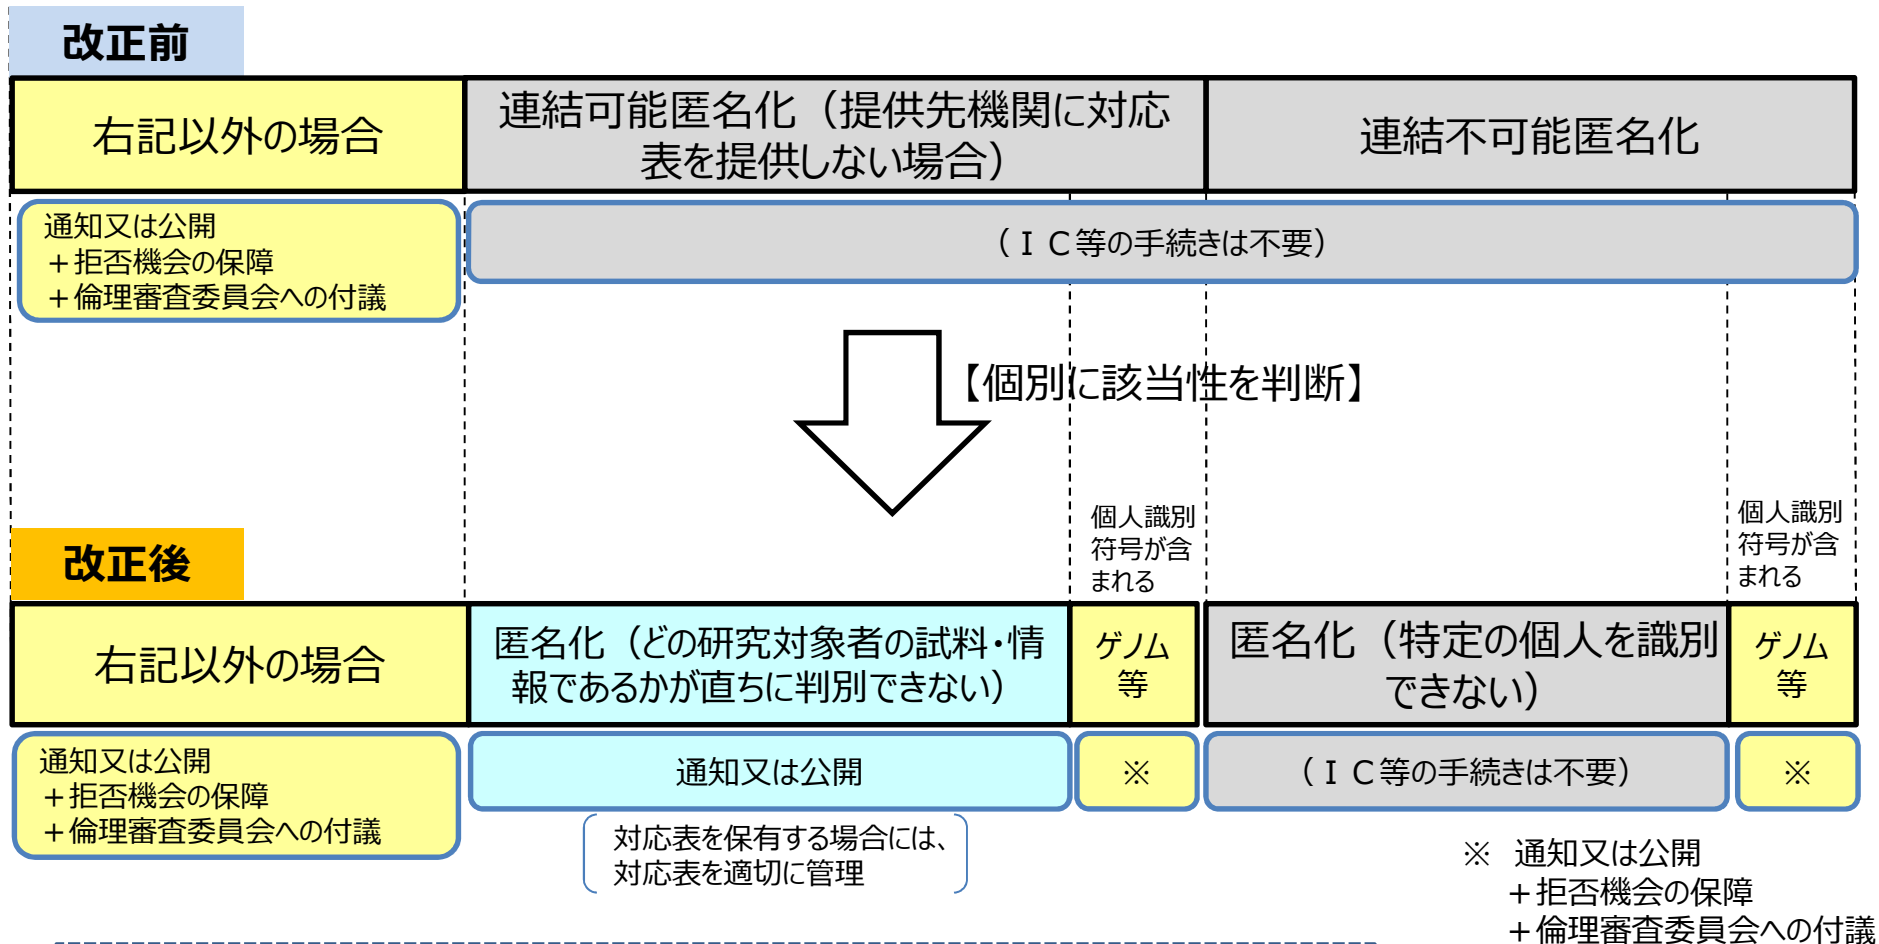 改正前
右記以外の場合
連結可能匿名化（提供先機関に対応
表を提供しない場合）
連結不可能匿名化
通知又は公開
＋拒否機会の保障
＋倫理審査委員会への付議
（ＩＣ等の手続きは不要）
【個別に該当性を判断】
個人識別
符号が含
まれる
個人識別
符号が含
まれる
改正後
右記以外の場合
匿名化（どの研究対象者の試料・情
報であるかが直ちに判別できない）
ゲノム
等
匿名化（特定の個人を識別
できない）
ゲノム
等
通知又は公開
＋拒否機会の保障
＋倫理審査委員会への付議
通知又は公開
※
（ＩＣ等の手続きは不要）
※
対応表を保有する場合には、
対応表を適切に管理
※　通知又は公開
＋拒否機会の保障
＋倫理審査委員会への付議